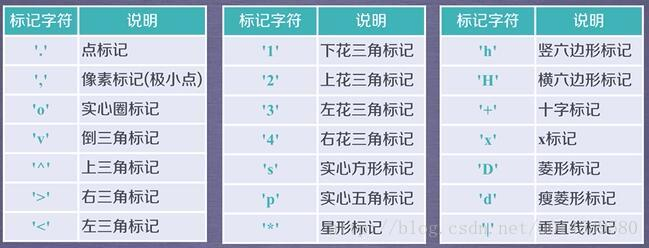 标记字符 说明
'.' 点标记
',' 像素标记(极小点)
'o' 实心圈标记
'v' 倒三角标记
'^' 上三角标记
'>' 右三角标记
'<' 左三角标记
标记字符 说明
'1' 下花三角标记
'2' 上花三角标记
'3' 左花三角标记
'4' 右花三角标记
's' 实心方形标记
'p' 实心五角标记
'*' 星形标记
标记字符 说明
'h' 竖六边形标记
'H' 横六边形标记
'+' 十字标记
'x' x标记
'D' 菱形标记
'd' 瘦菱形标记
'|' 垂直线标记